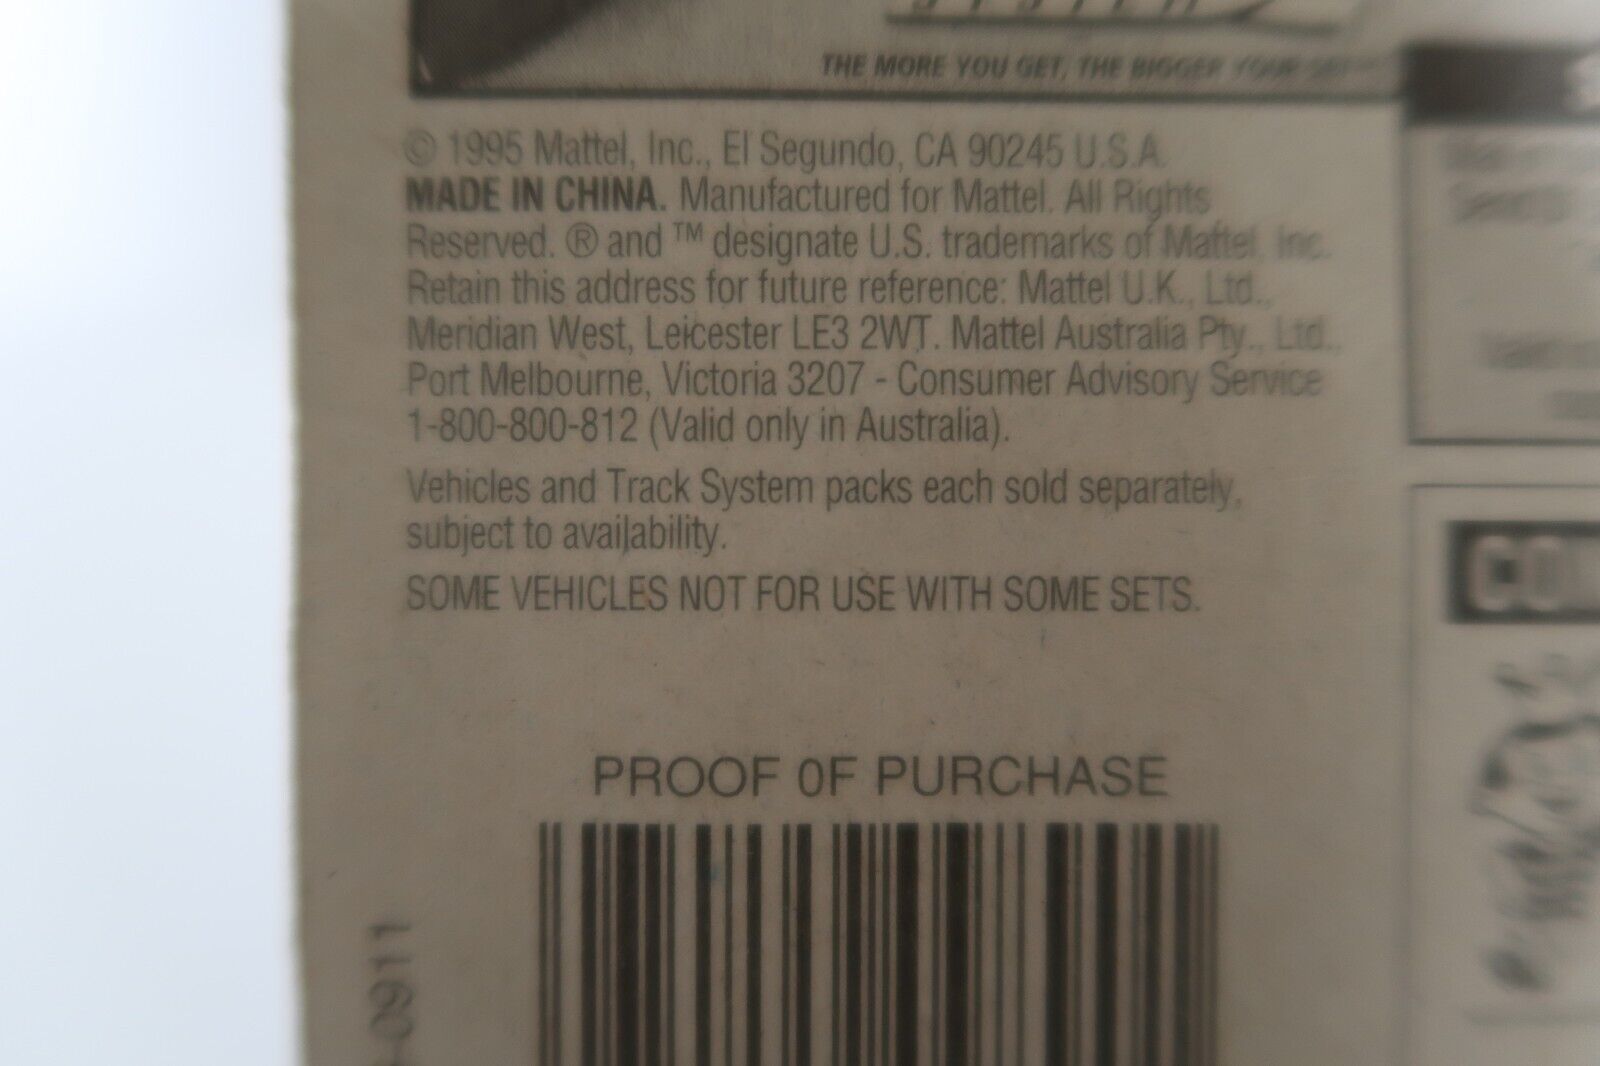 SYSTEM
THE MORE YOU GET, THE BIGGER YOUR SET
© 1995 Mattel, Inc., El Segundo, CA 90245 U.S.A.
MADE IN CHINA. Manufactured for Mattel. All Rights
Reserved. ® and ™ designate U.S. trademarks of Mattel, Inc.
Retain this address for future reference: Mattel U.K., Ltd.,
Meridian West, Leicester LE3 2WT. Mattel Australia Pty., Ltd.,
Port Melbourne, Victoria 3207 - Consumer Advisory Service
1-800-800-812 (Valid only in Australia).
Vehicles and Track System packs each sold separately,
subject to availability.
SOME VEHICLES NOT FOR USE WITH SOME SETS.
PROOF OF PURCHASE
-0911